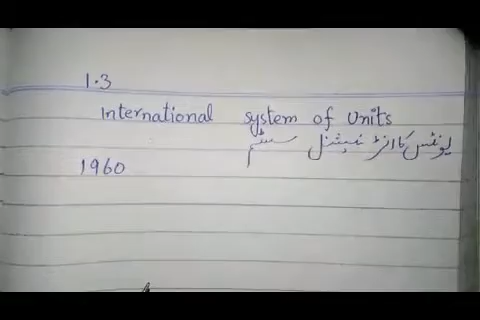 1.3
International system of Units
یونٹس کا انٹرنیشنل سسٹم
1960